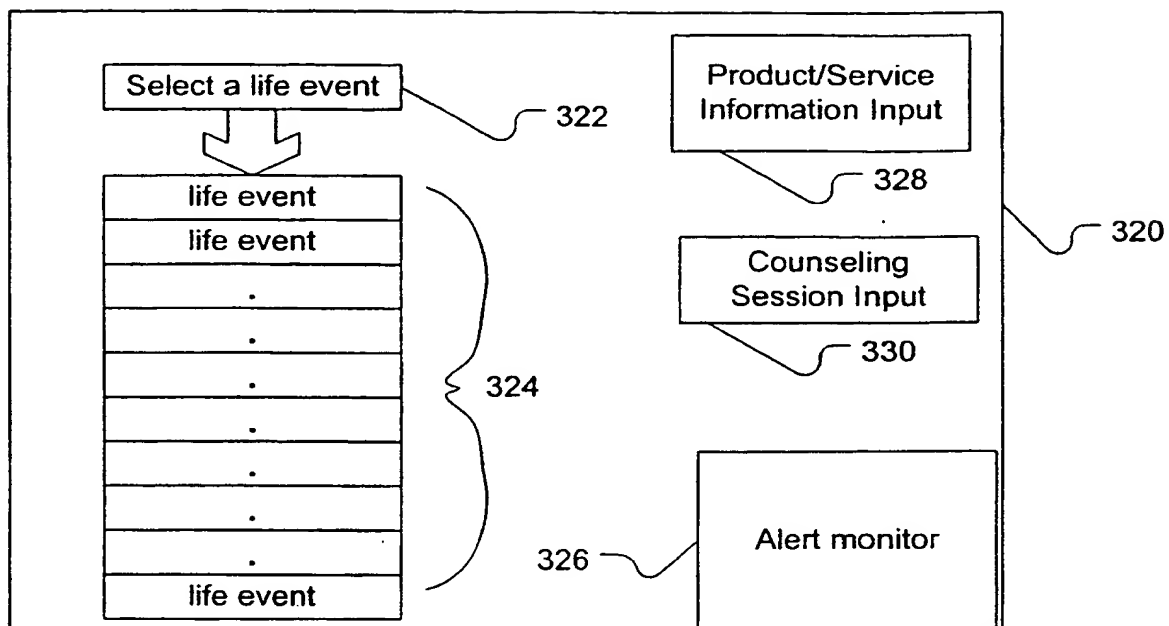 Select a life event
322
life event
life event
.
.
.
.
.
.
.
life event
324
Product/Service
Information Input
328
320
Counseling
Session Input
330
Alert monitor
326